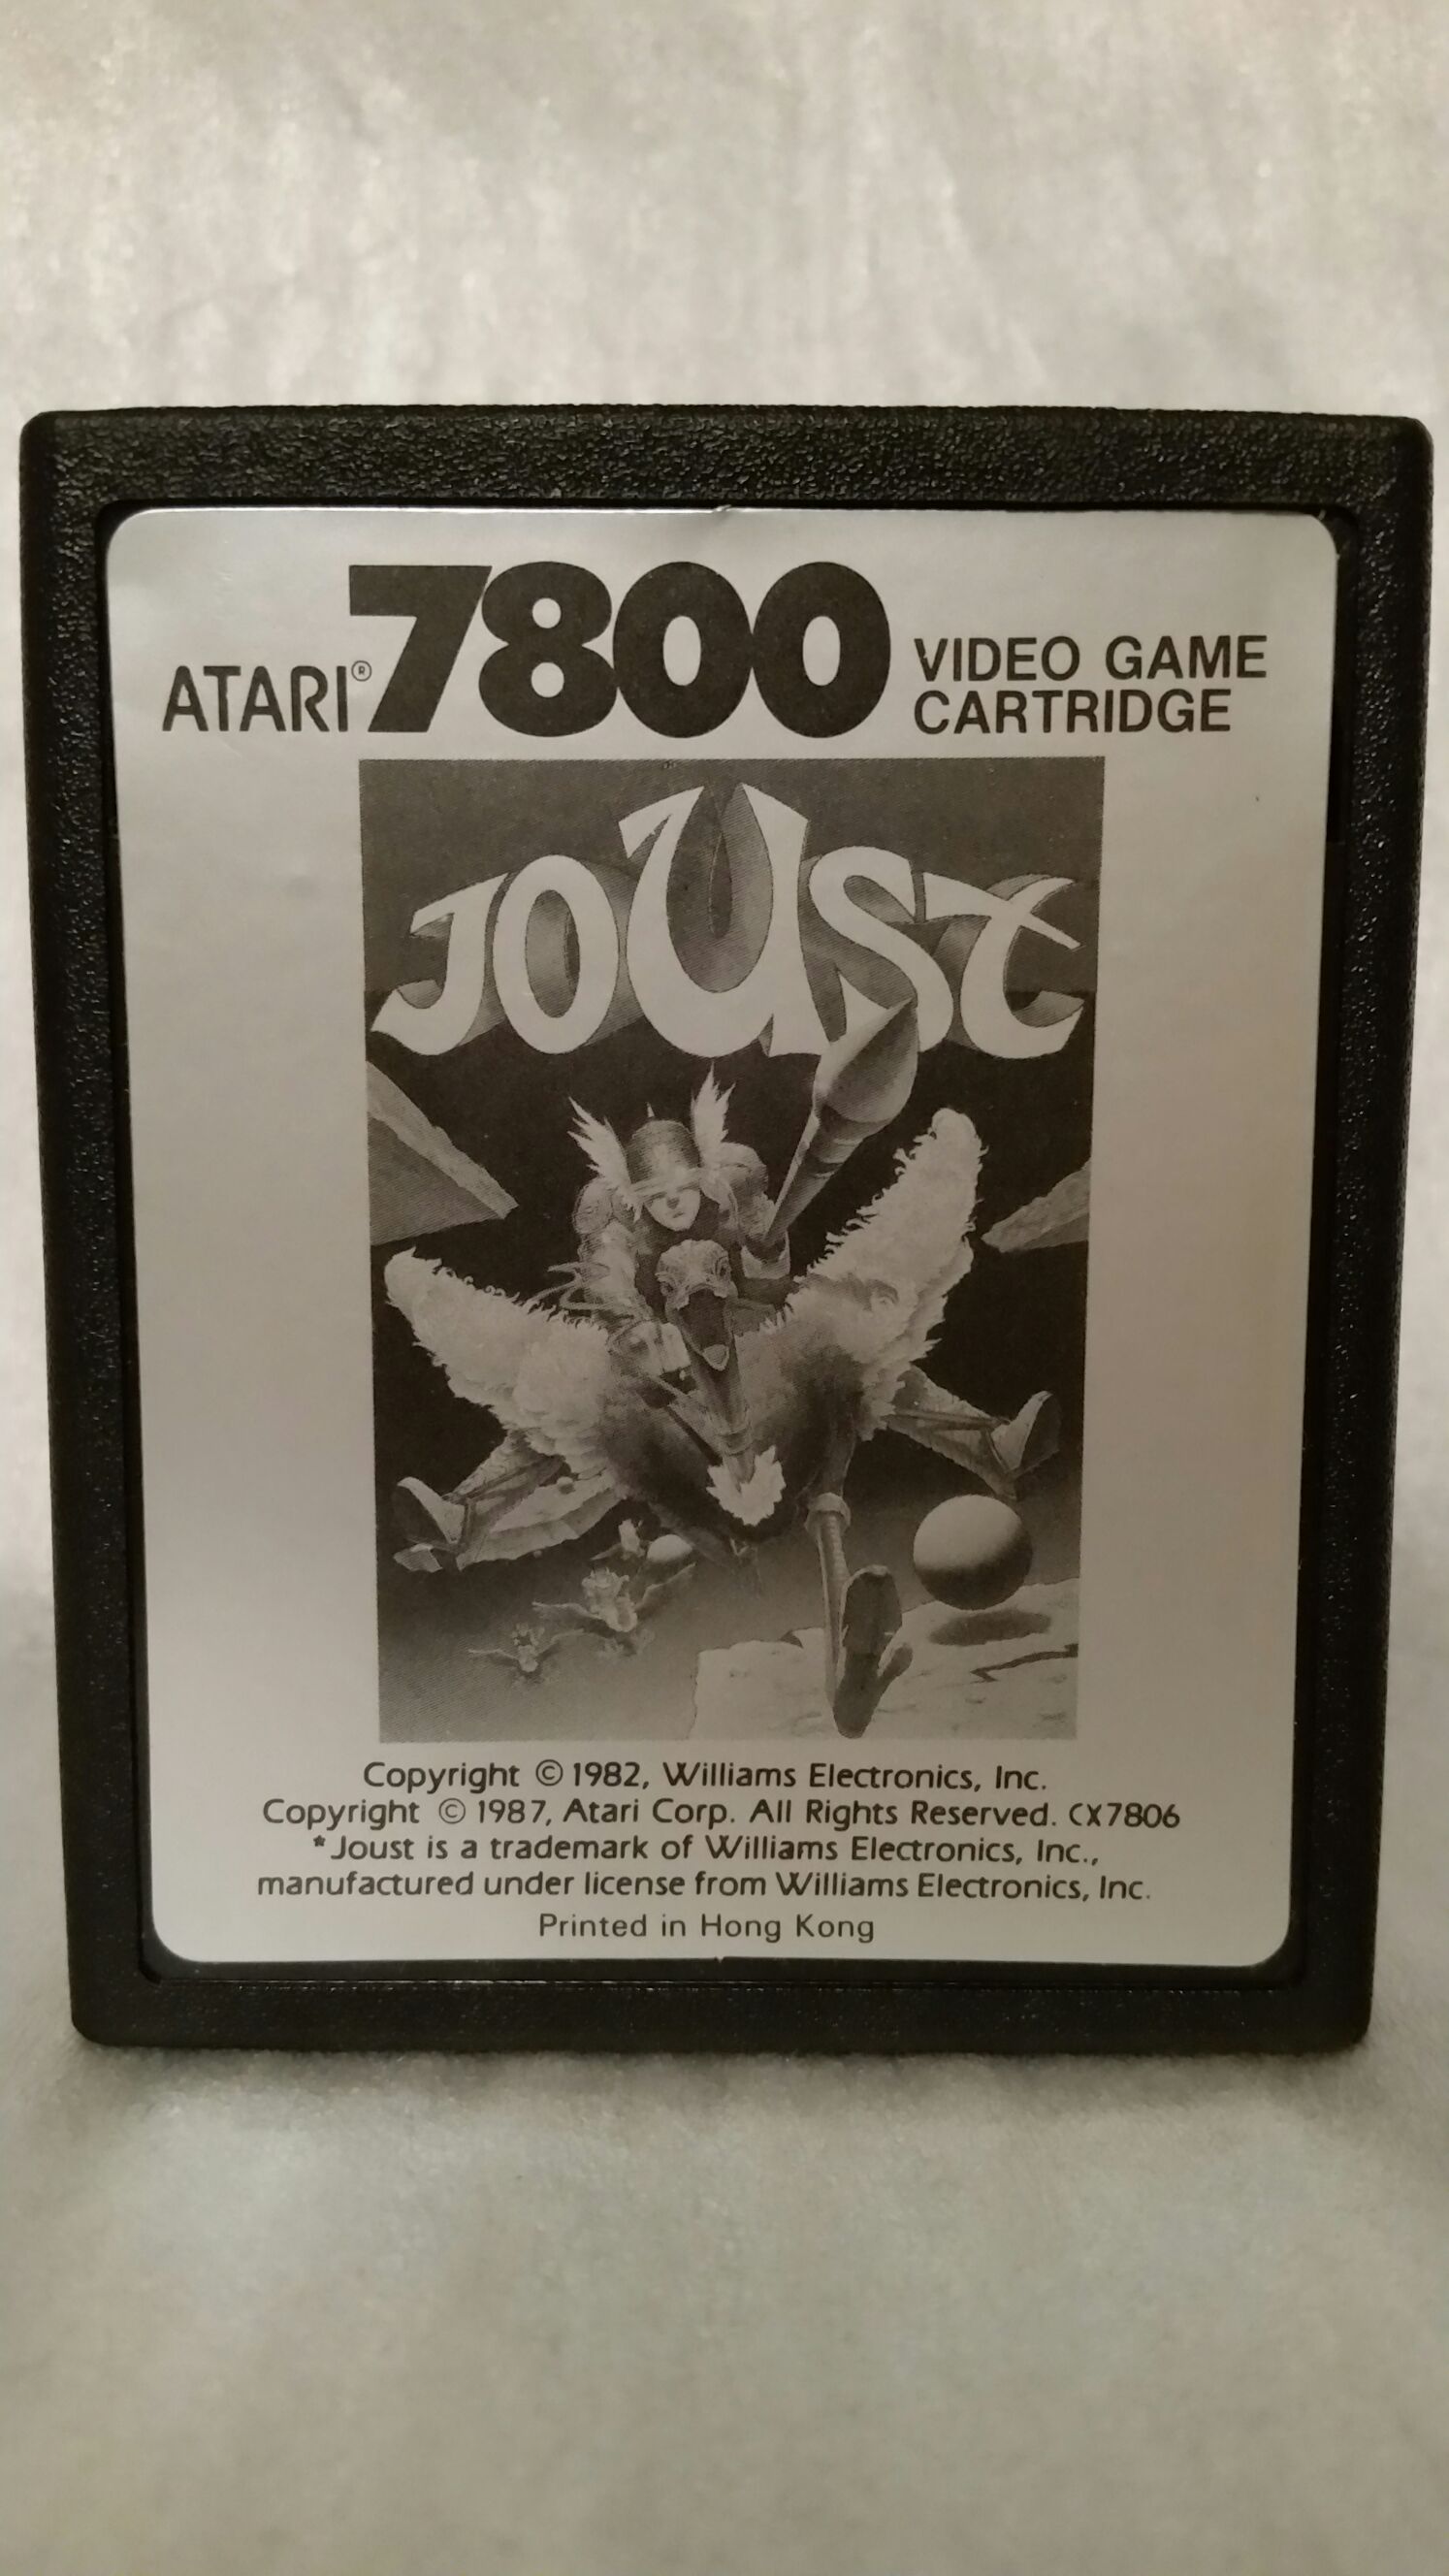 ATARI® 7800 VIDEO GAME
CARTRIDGE
JOUST
Copyright © 1982, Williams Electronics, Inc.
Copyright © 1987, Atari Corp. All Rights Reserved. CX7806
*Joust is a trademark of Williams Electronics, Inc.,
manufactured under license from Williams Electronics, Inc.
Printed in Hong Kong